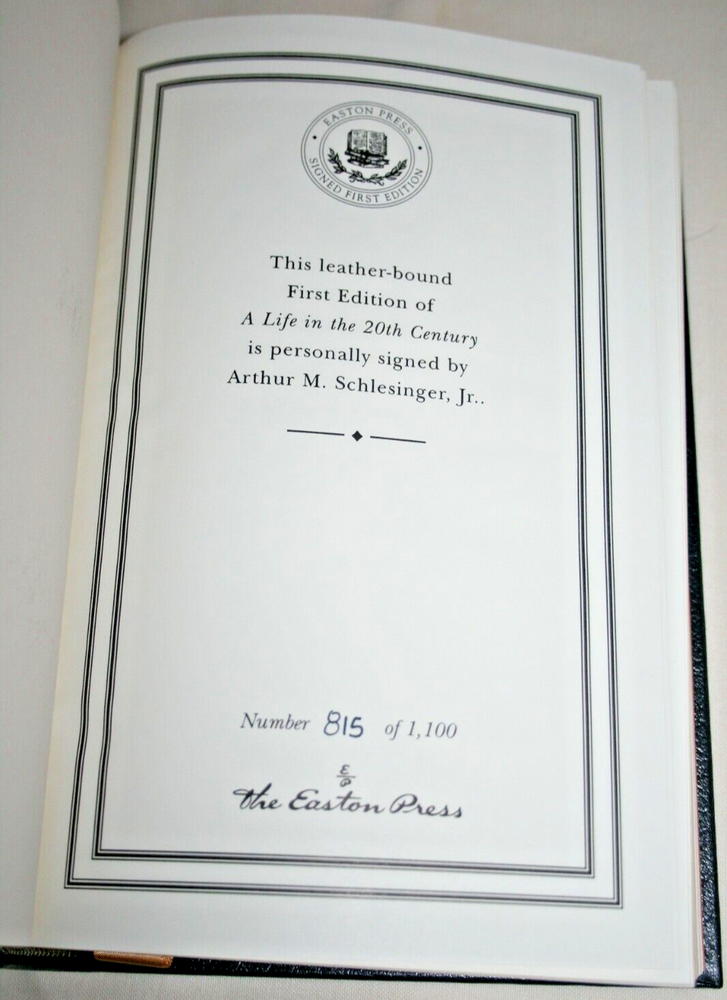 EASTON PRESS
SIGNED FIRST EDITION
This leather-bound
First Edition of
A Life in the 20th Century
is personally signed by
Arthur M. Schlesinger, Jr..
Number 815 of 1,100
E
P
The Easton Press